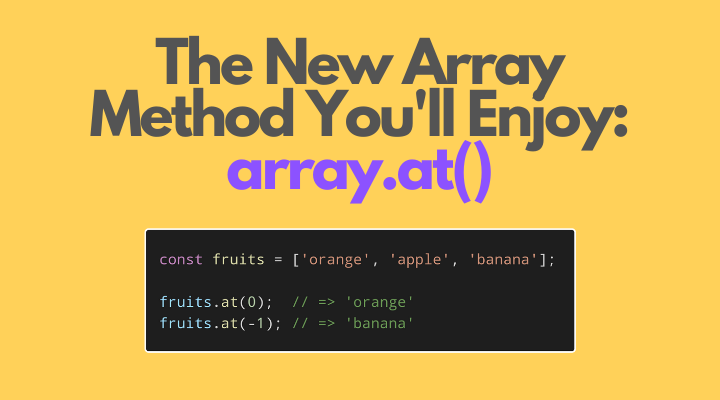 The New Array
Method You'll Enjoy:
array.at()
const fruits = ['orange', 'apple', 'banana'];
fruits.at(0);  // => 'orange'
fruits.at(-1); // => 'banana'